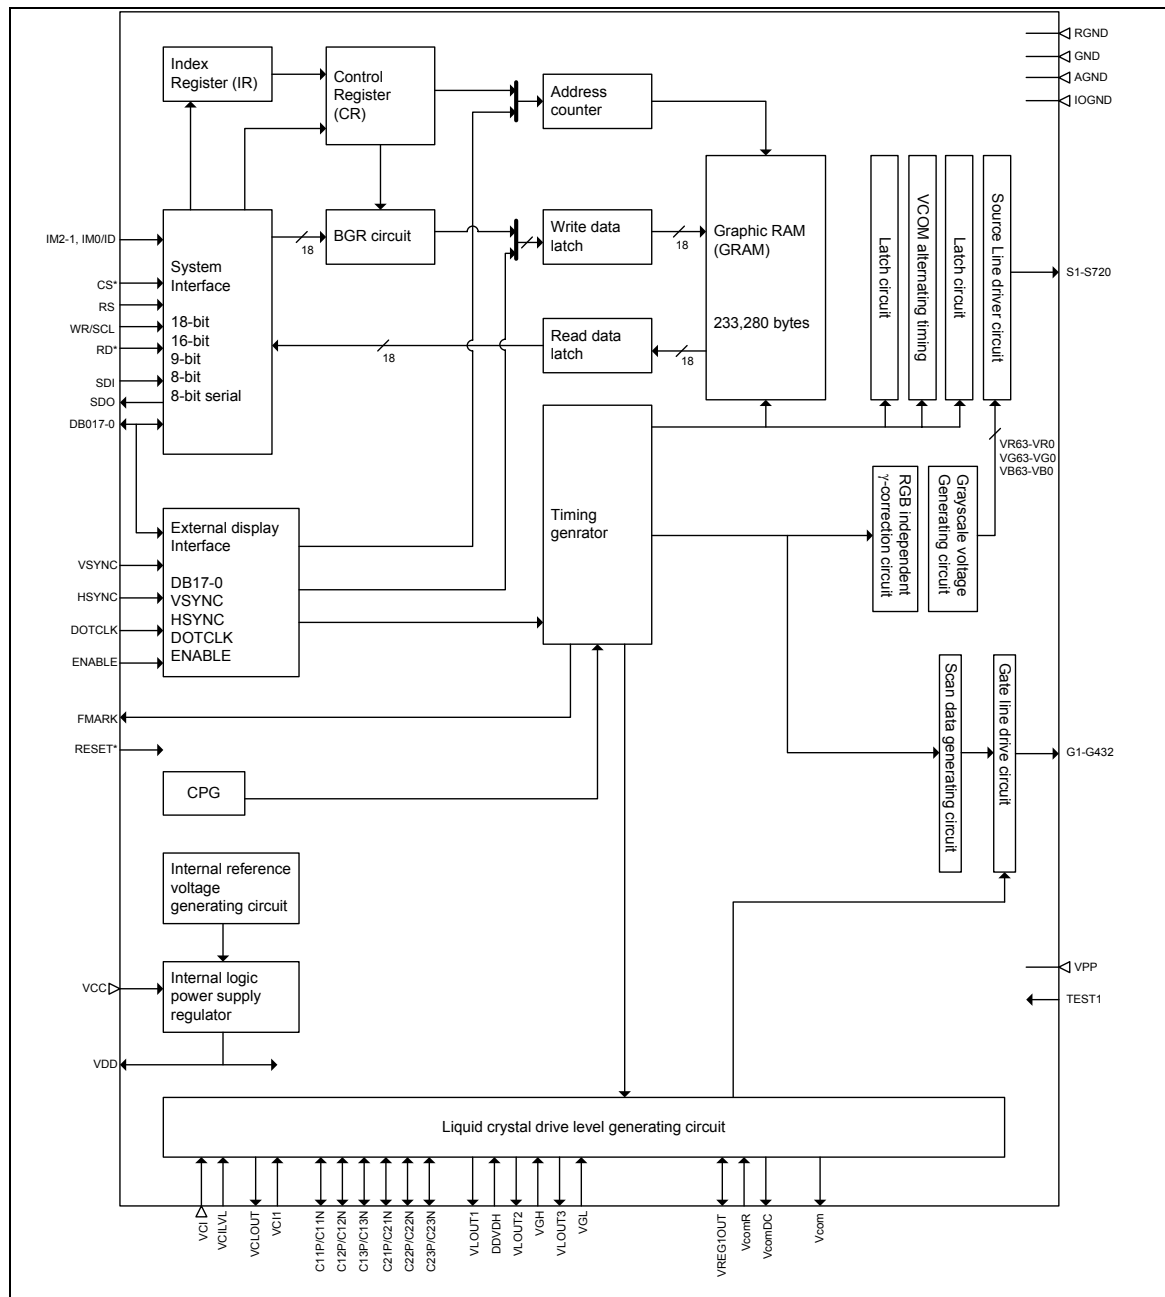 RGND
GND
AGND
IOGND
Index
Register (IR)
Control
Register
(CR)
Address
counter
IM2-1, IM0/ID
CS*
RS
WR/SCL
RD*
SDI
SDO
DB017-0
System
Interface
18-bit
16-bit
9-bit
8-bit
8-bit serial
18
BGR circuit
Write data
latch
18
Graphic RAM
(GRAM)
233,280 bytes
Read data
latch
18
18
Latch circuit
VCOM alternating timing
Latch circuit
Source Line driver circuit
S1-S720
VR63-VR0
VG63-VG0
VB63-VB0
External display
Interface
DB17-0
VSYNC
HSYNC
DOTCLK
ENABLE
VSYNC
HSYNC
DOTCLK
ENABLE
Timing
genrator
RGB independent
γ-correction circuit
Grayscale voltage
Generating circuit
FMARK
RESET*
CPG
Scan data generating circuit
Gate line drive circuit
G1-G432
Internal reference
voltage
generating circuit
VCC
Internal logic
power supply
regulator
VDD
VPP
TEST1
Liquid crystal drive level generating circuit
VCI
VCILVL
VCLOUT
VCI1
C11P/C11N
C12P/C12N
C13P/C13N
C21P/C21N
C22P/C22N
C23P/C23N
VLOUT1
DDVDH
VLOUT2
VGH
VLOUT3
VGL
VREG1OUT
VcomR
VcomDC
Vcom